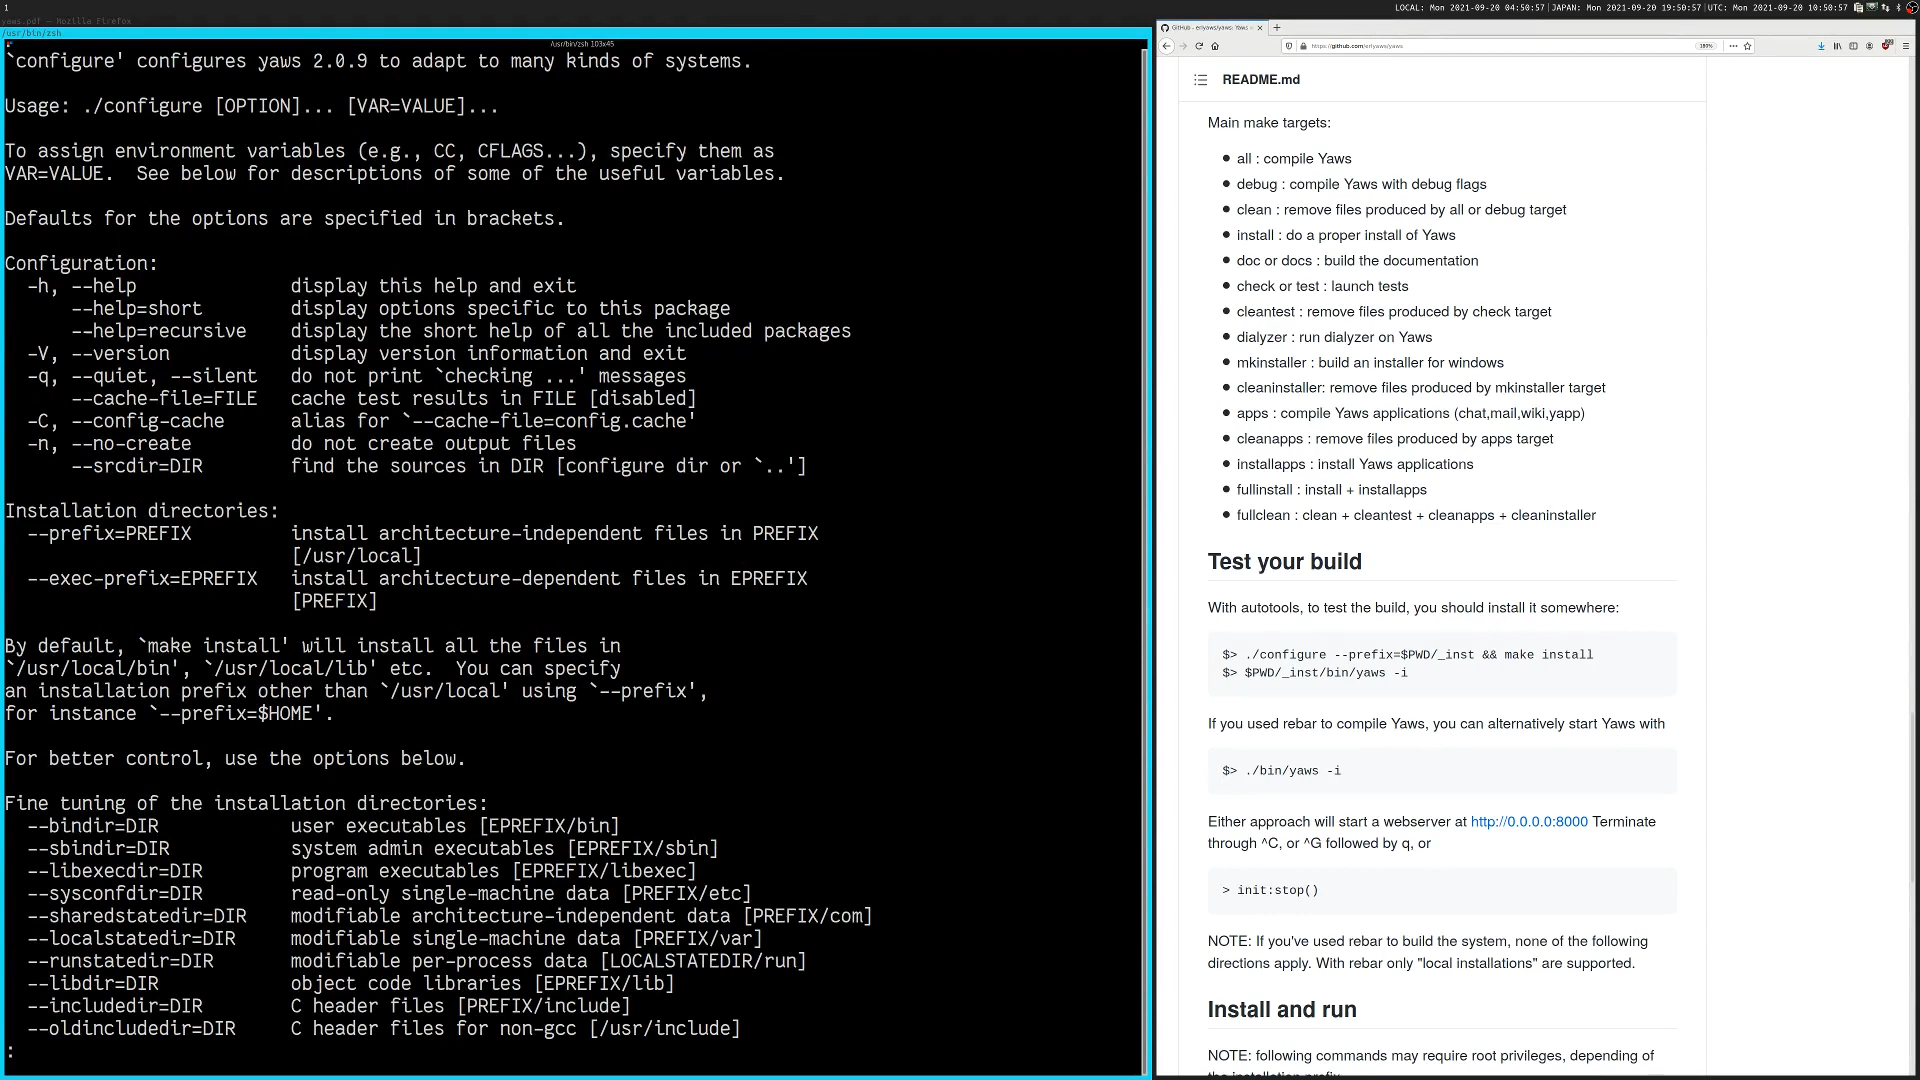 1
LOCAL: Mon 2021-09-20 04:50:57|JAPAN: Mon 2021-09-20 19:50:57|UTC: Mon 2021-09-20 10:50:57
yaws.pdf — Mozilla Firefox
/usr/bin/zsh
/usr/bin/zsh 103x45
`configure' configures yaws 2.0.9 to adapt to many kinds of systems.
Usage: ./configure [OPTION]... [VAR=VALUE]...
To assign environment variables (e.g., CC, CFLAGS...), specify them as
VAR=VALUE.  See below for descriptions of some of the useful variables.
Defaults for the options are specified in brackets.
Configuration:
  -h, --help              display this help and exit
      --help=short        display options specific to this package
      --help=recursive    display the short help of all the included packages
  -V, --version           display version information and exit
  -q, --quiet, --silent   do not print `checking ...' messages
      --cache-file=FILE   cache test results in FILE [disabled]
  -C, --config-cache      alias for `--cache-file=config.cache'
  -n, --no-create         do not create output files
      --srcdir=DIR        find the sources in DIR [configure dir or `..']
Installation directories:
  --prefix=PREFIX         install architecture-independent files in PREFIX
                          [/usr/local]
  --exec-prefix=EPREFIX   install architecture-dependent files in EPREFIX
                          [PREFIX]
By default, `make install' will install all the files in
`/usr/local/bin', `/usr/local/lib' etc.  You can specify
an installation prefix other than `/usr/local' using `--prefix',
for instance `--prefix=$HOME'.
For better control, use the options below.
Fine tuning of the installation directories:
  --bindir=DIR            user executables [EPREFIX/bin]
  --sbindir=DIR           system admin executables [EPREFIX/sbin]
  --libexecdir=DIR        program executables [EPREFIX/libexec]
  --sysconfdir=DIR        read-only single-machine data [PREFIX/etc]
  --sharedstatedir=DIR    modifiable architecture-independent data [PREFIX/com]
  --localstatedir=DIR     modifiable single-machine data [PREFIX/var]
  --runstatedir=DIR       modifiable per-process data [LOCALSTATEDIR/run]
  --libdir=DIR            object code libraries [EPREFIX/lib]
  --includedir=DIR        C header files [PREFIX/include]
  --oldincludedir=DIR     C header files for non-gcc [/usr/include]
:
GitHub - erlyaws/yaws: Yaws
https://github.com/erlyaws/yaws
180%
README.md
Main make targets:
• all : compile Yaws
• debug : compile Yaws with debug flags
• clean : remove files produced by all or debug target
• install : do a proper install of Yaws
• doc or docs : build the documentation
• check or test : launch tests
• cleantest : remove files produced by check target
• dialyzer : run dialyzer on Yaws
• mkinstaller : build an installer for windows
• cleaninstaller: remove files produced by mkinstaller target
• apps : compile Yaws applications (chat,mail,wiki,yapp)
• cleanapps : remove files produced by apps target
• installapps : install Yaws applications
• fullinstall : install + installapps
• fullclean : clean + cleantest + cleanapps + cleaninstaller
Test your build
With autotools, to test the build, you should install it somewhere:
$> ./configure --prefix=$PWD/_inst && make install
$> $PWD/_inst/bin/yaws -i
If you used rebar to compile Yaws, you can alternatively start Yaws with
$> ./bin/yaws -i
Either approach will start a webserver at http://0.0.0.0:8000 Terminate
through ^C, or ^G followed by q, or
> init:stop()
NOTE: If you've used rebar to build the system, none of the following
directions apply. With rebar only "local installations" are supported.
Install and run
NOTE: following commands may require root privileges, depending of
the installation prefix